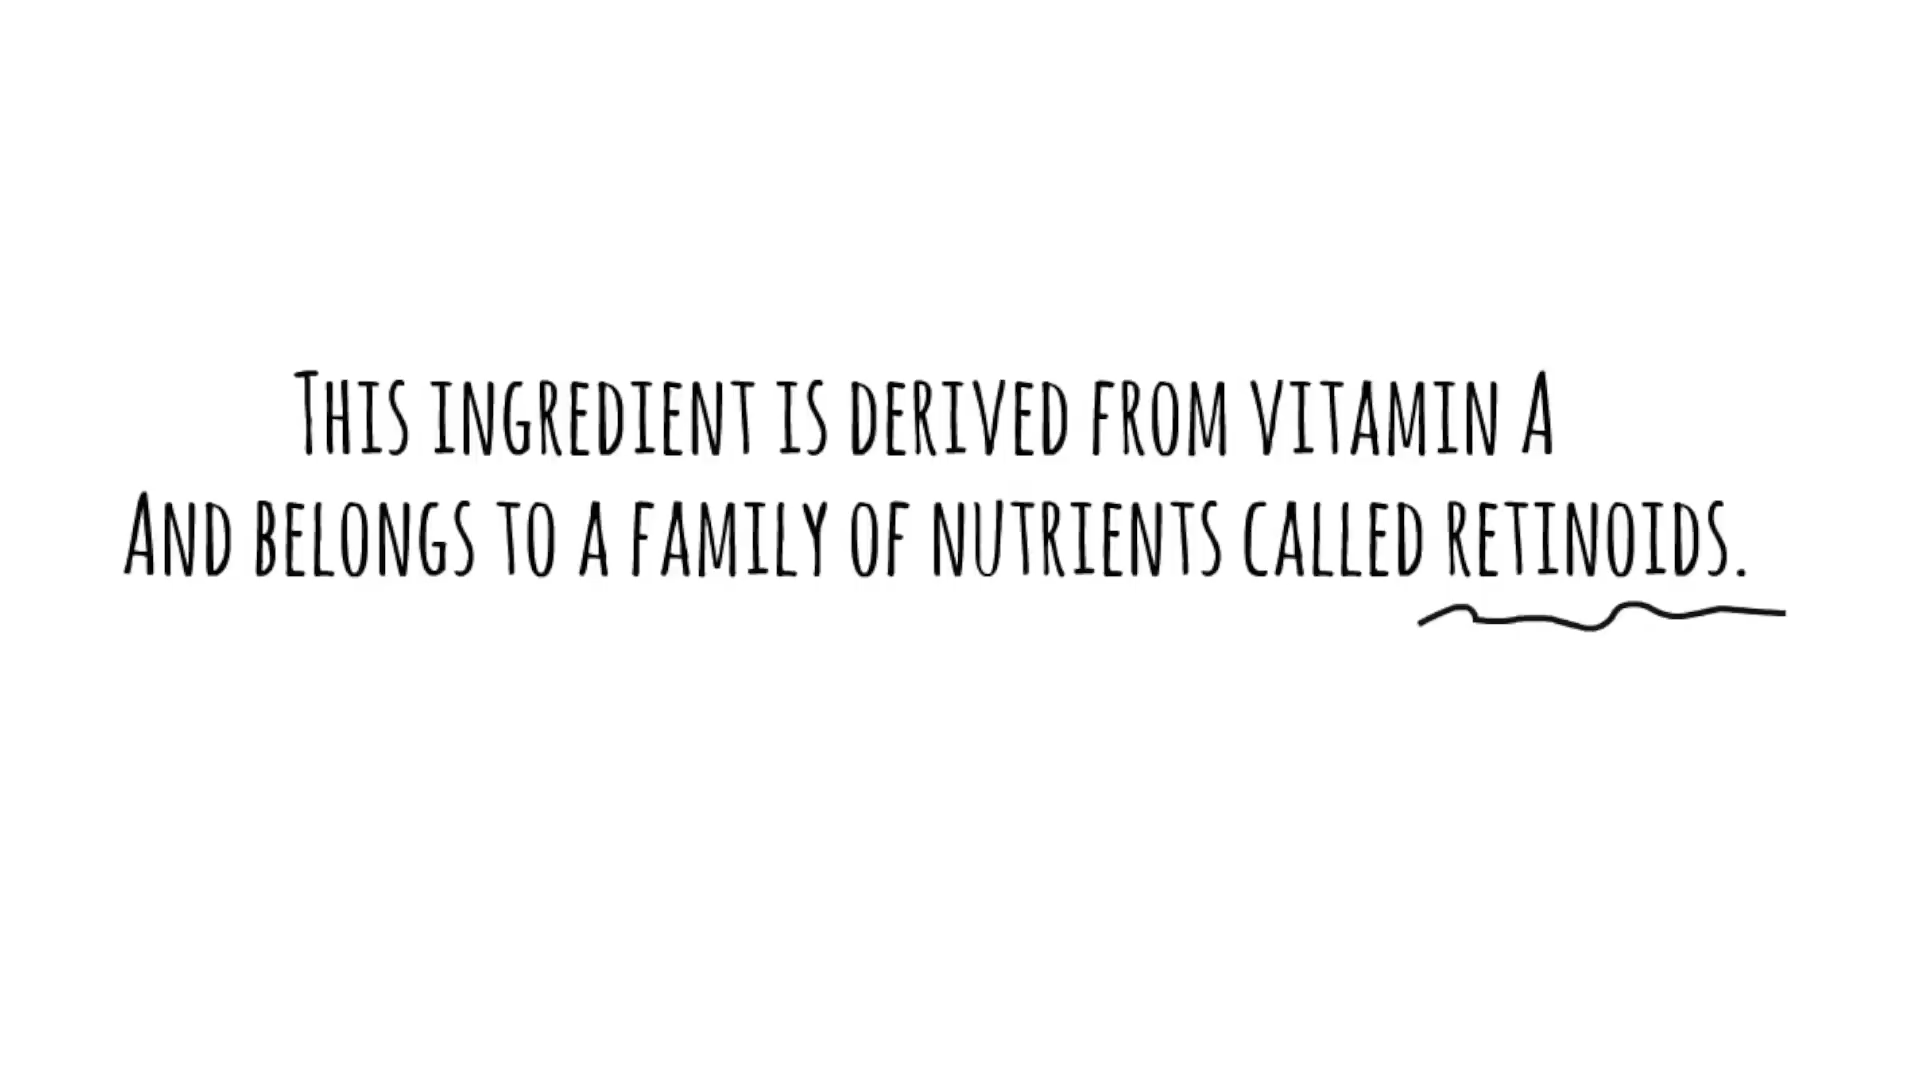 This ingredient is derived from vitamin A
And belongs to a family of nutrients called retinoids.